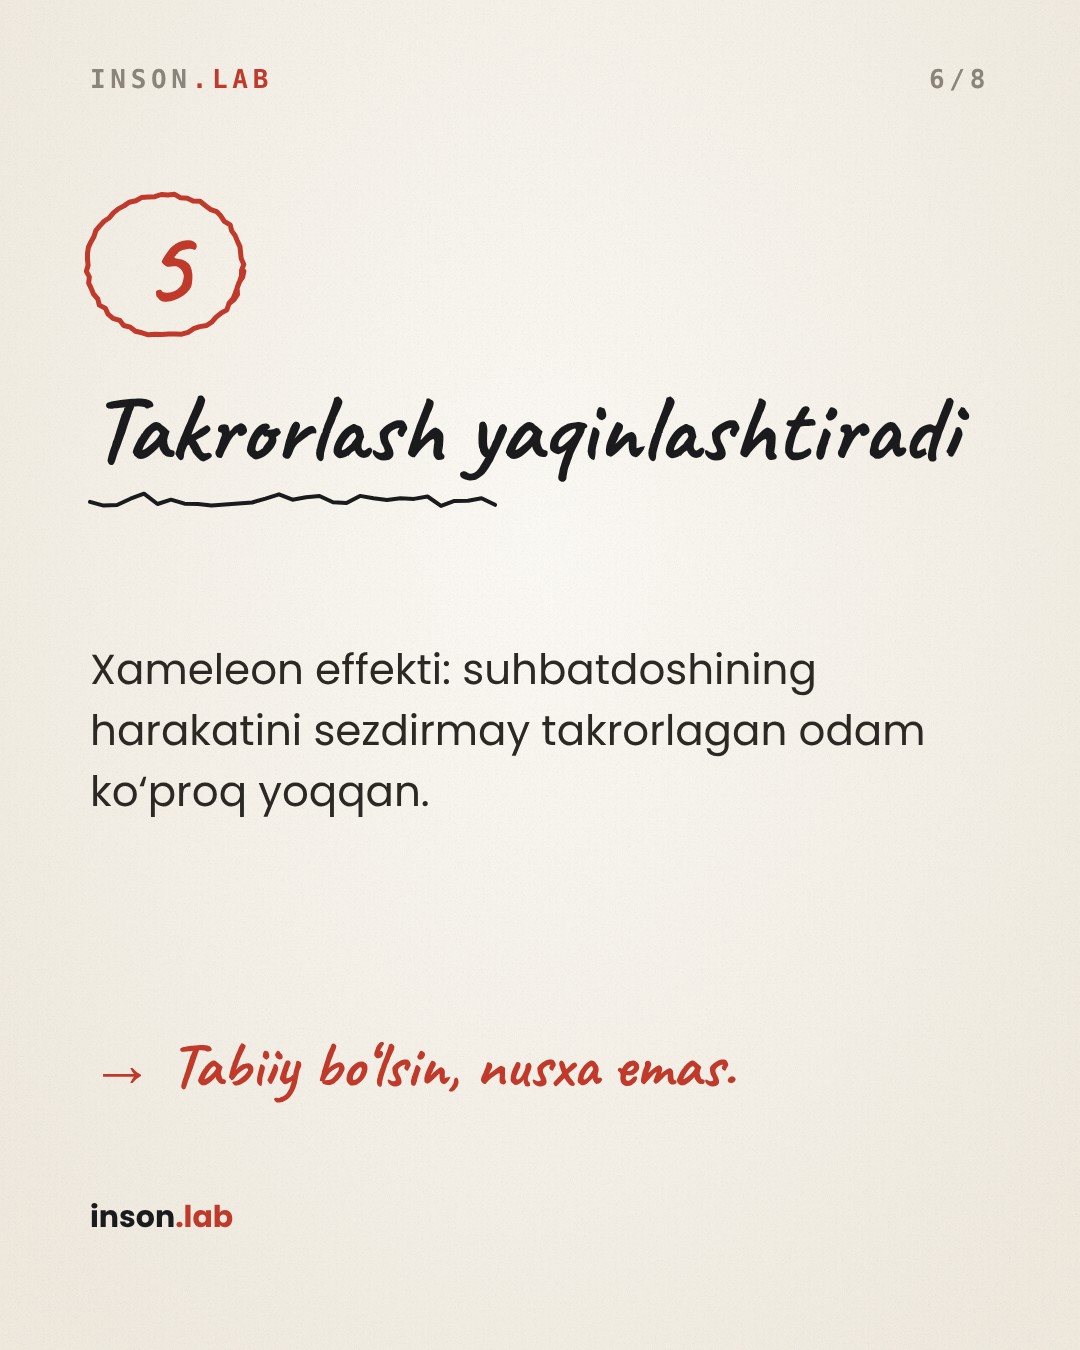 INSON.LAB
6/8
5
Takrorlash yaqinlashtiradi
Xameleon effekti: suhbatdoshining
harakatini sezdirmay takrorlagan odam
ko‘proq yoqqan.
→ Tabiiy bo‘lsin, nusxa emas.
inson.lab